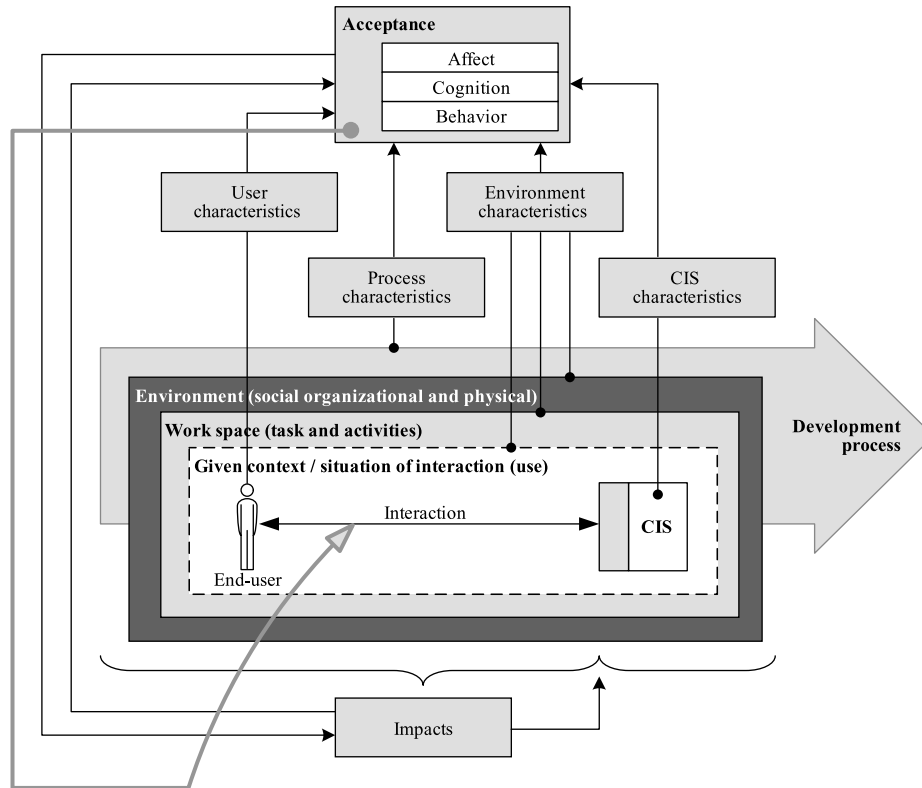 Acceptance
Affect
Cognition
Behavior
User
characteristics
Environment
characteristics
Process
characteristics
CIS
characteristics
Environment (social organizational and physical)
Work space (task and activities)
Development
process
Given context / situation of interaction (use)
Interaction
CIS
End-user
Impacts